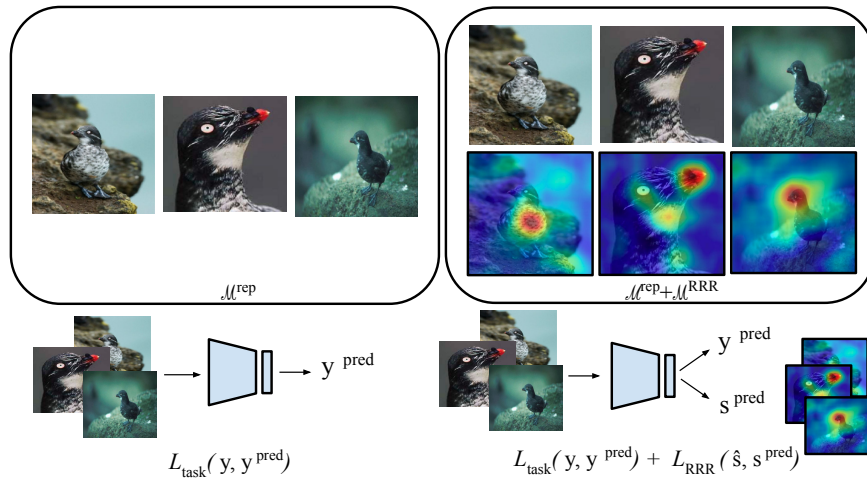 𝓜^rep
𝓜^rep+𝓜^RRR
y^pred
L_task(y, y^pred)
y^pred
s^pred
L_task(y, y^pred) + L_RRR(ŝ, s^pred)